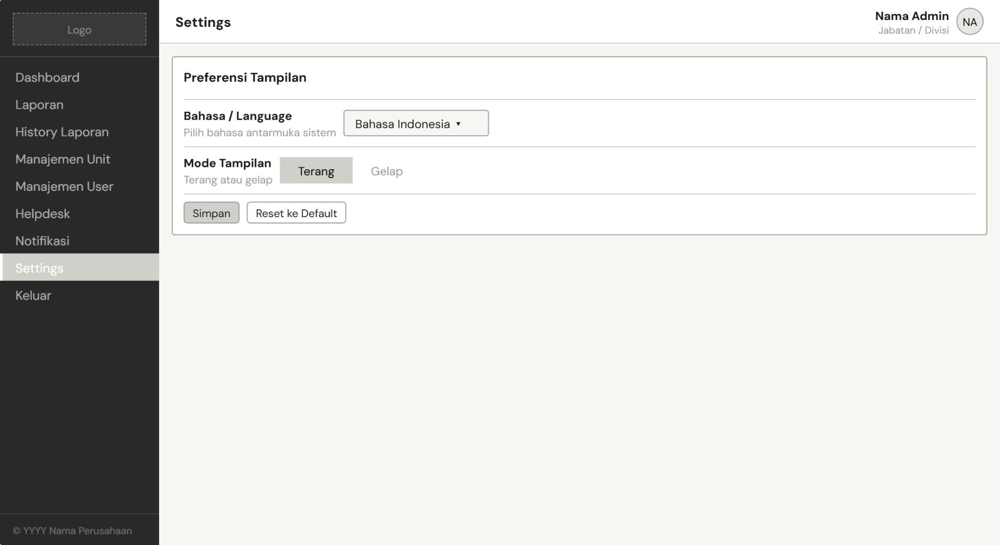 Logo
Dashboard
Laporan
History Laporan
Manajemen Unit
Manajemen User
Helpdesk
Notifikasi
Settings
Keluar
© YYYY Nama Perusahaan
Settings
Nama Admin
Jabatan / Divisi
NA
Preferensi Tampilan
Bahasa / Language
Pilih bahasa antarmuka sistem
Bahasa Indonesia ▾
Mode Tampilan
Terang atau gelap
Terang
Gelap
Simpan
Reset ke Default